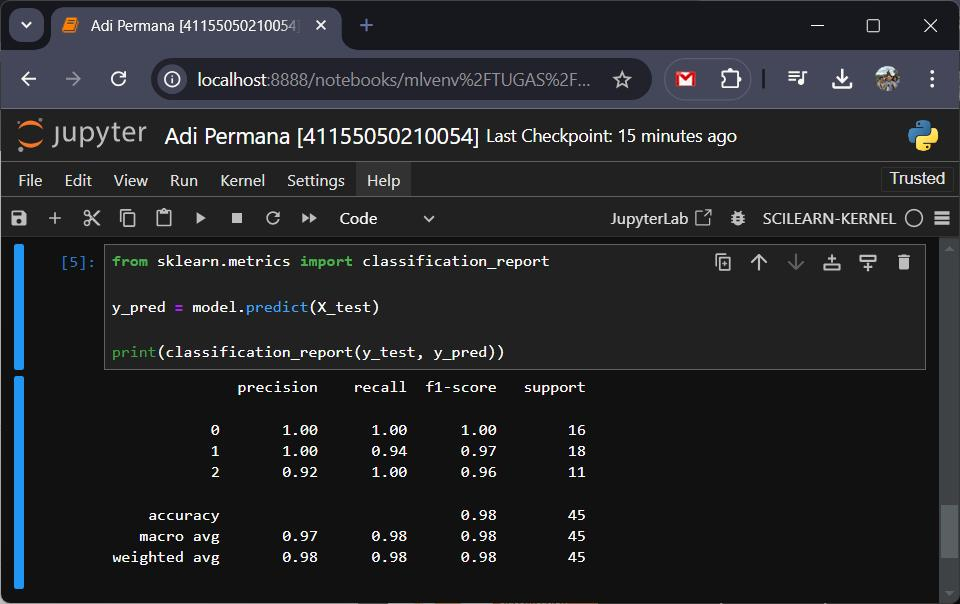 Adi Permana [41155050210054]
localhost:8888/notebooks/mlvenv%2FTUGAS%2F...
jupyter Adi Permana [41155050210054] Last Checkpoint: 15 minutes ago
File Edit View Run Kernel Settings Help Trusted
Code JupyterLab SCILEARN-KERNEL
[5]: from sklearn.metrics import classification_report
y_pred = model.predict(X_test)
print(classification_report(y_test, y_pred))
precision recall f1-score support
0 1.00 1.00 1.00 16
1 1.00 0.94 0.97 18
2 0.92 1.00 0.96 11
accuracy 0.98 45
macro avg 0.97 0.98 0.98 45
weighted avg 0.98 0.98 0.98 45